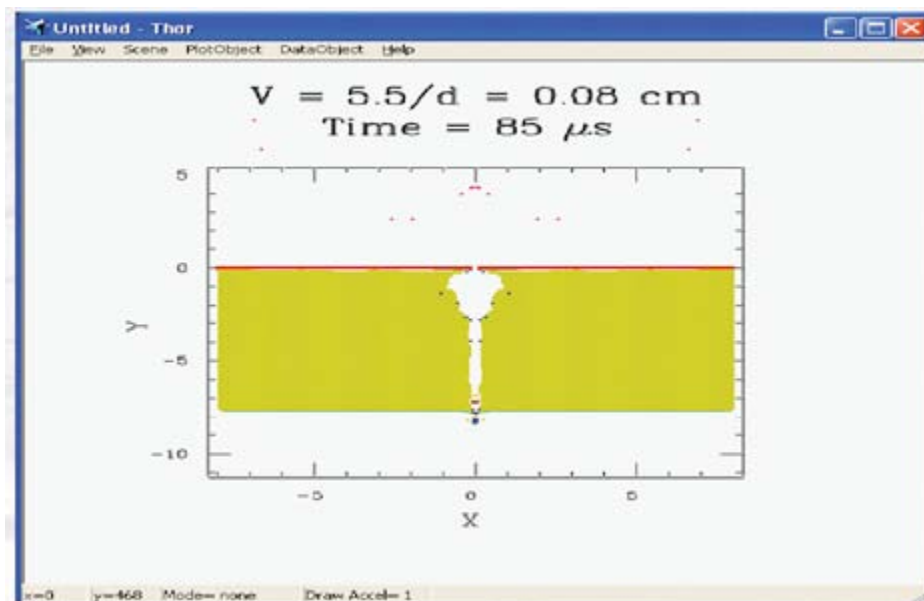 Untitled - Thor
File View Scene PlotObject DataObject Help
V = 5.5/d = 0.08 cm
Time = 85 μs
5
0
-5
-10
Y
-5 0 5
X
x=0 y=468 Mode= none Draw Accel= 1